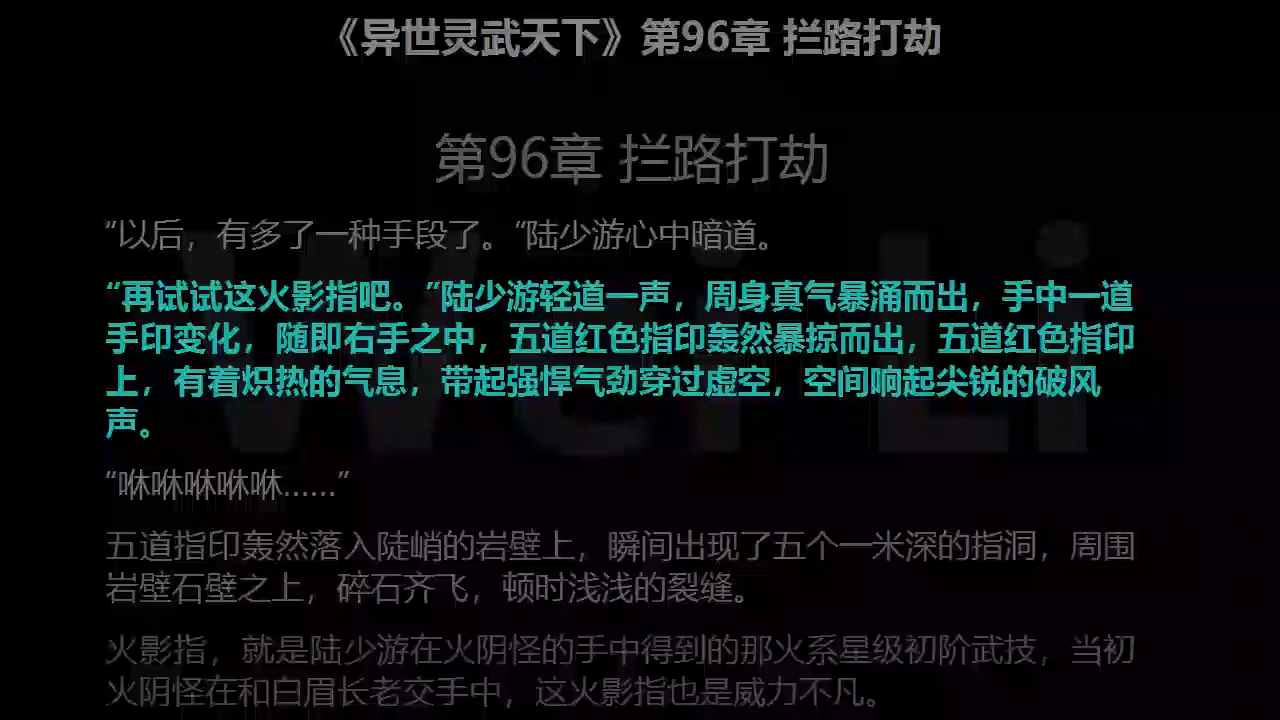 《异世灵武天下》第96章 拦路打劫
第96章 拦路打劫
“以后，有多了一种手段了。“陆少游心中暗道。
“再试试这火影指吧。”陆少游轻道一声，周身真气暴涌而出，手中一道
手印变化，随即右手之中，五道红色指印轰然暴掠而出，五道红色指印
上，有着炽热的气息，带起强悍气劲穿过虚空，空间响起尖锐的破风
声。
“咻咻咻咻咻……”
五道指印轰然落入陡峭的岩壁上，瞬间出现了五个一米深的指洞，周围
岩壁石壁之上，碎石齐飞，顿时浅浅的裂缝。
火影指，就是陆少游在火阴怪的手中得到的那火系星级初阶武技，当初
火阴怪在和白眉长老交手中，这火影指也是威力不凡。
Wei Li